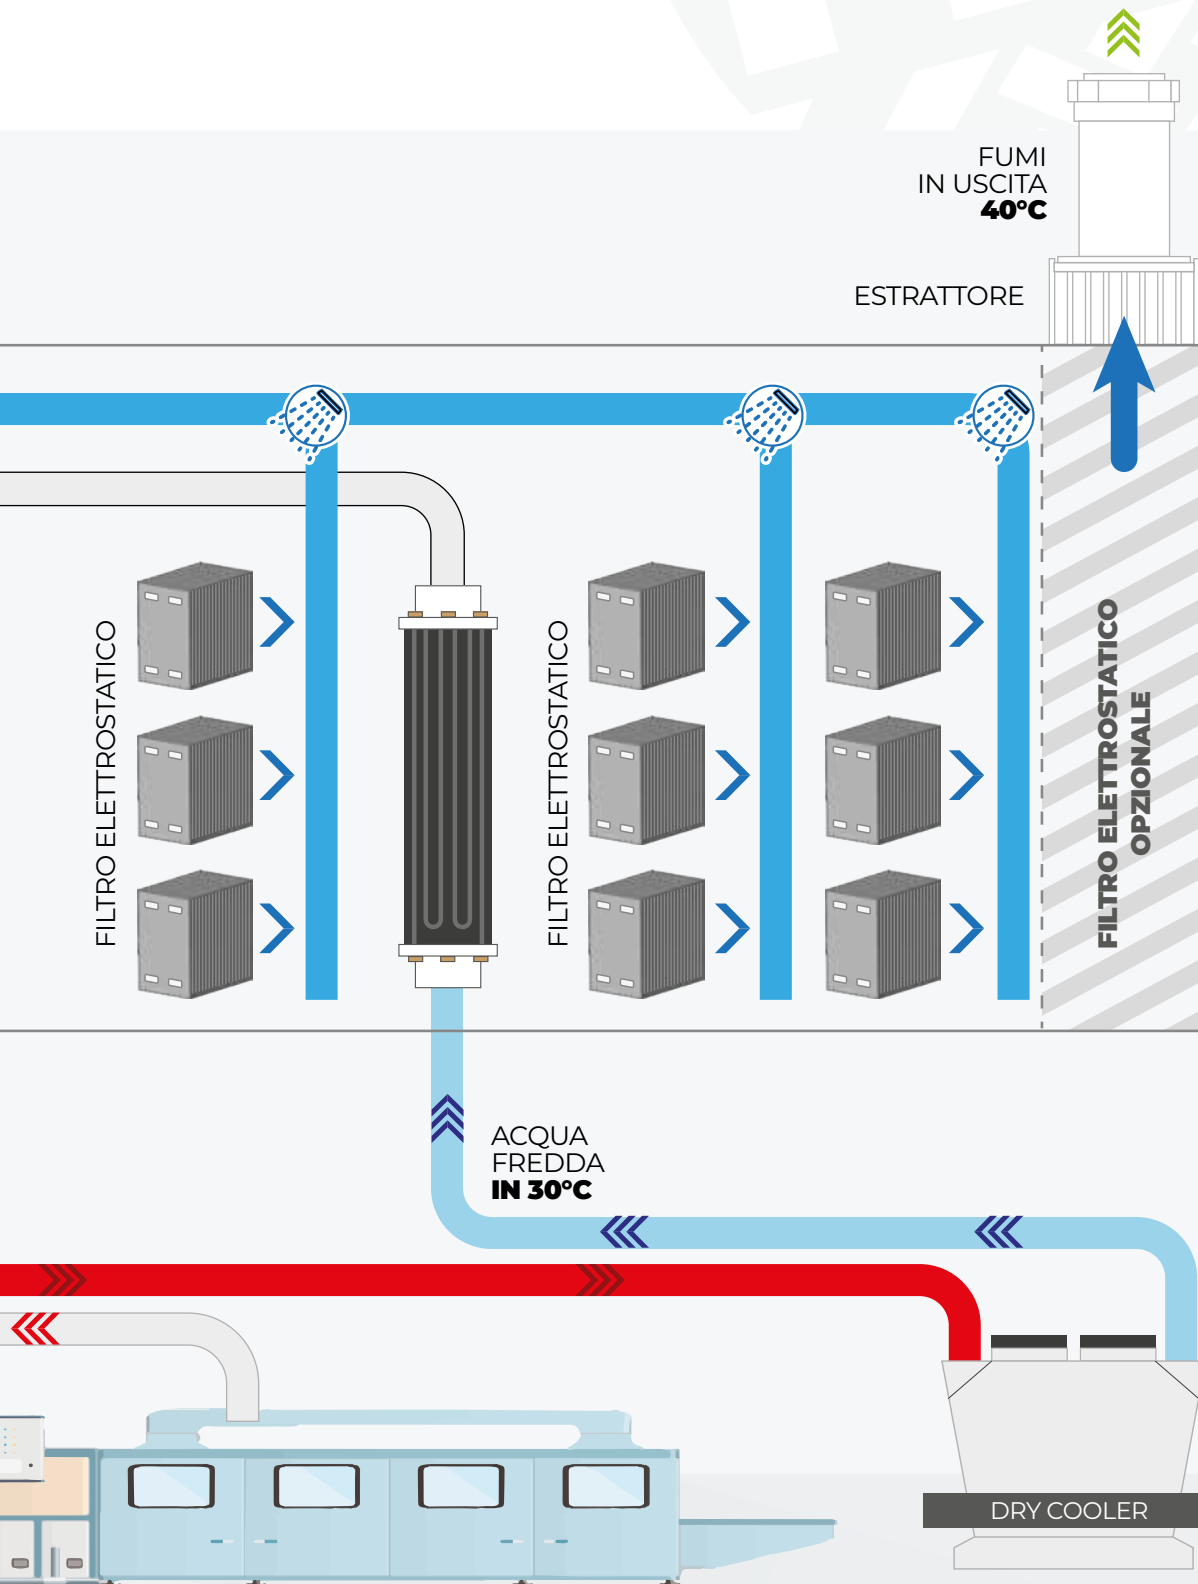 FUMI
IN USCITA
40°C
ESTRATTORE
FILTRO ELETTROSTATICO
FILTRO ELETTROSTATICO
FILTRO ELETTROSTATICO
OPZIONALE
ACQUA
FREDDA
IN 30°C
DRY COOLER